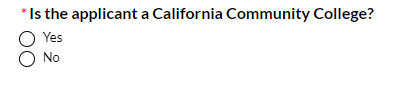 *Is the applicant a California Community College?
Yes
No